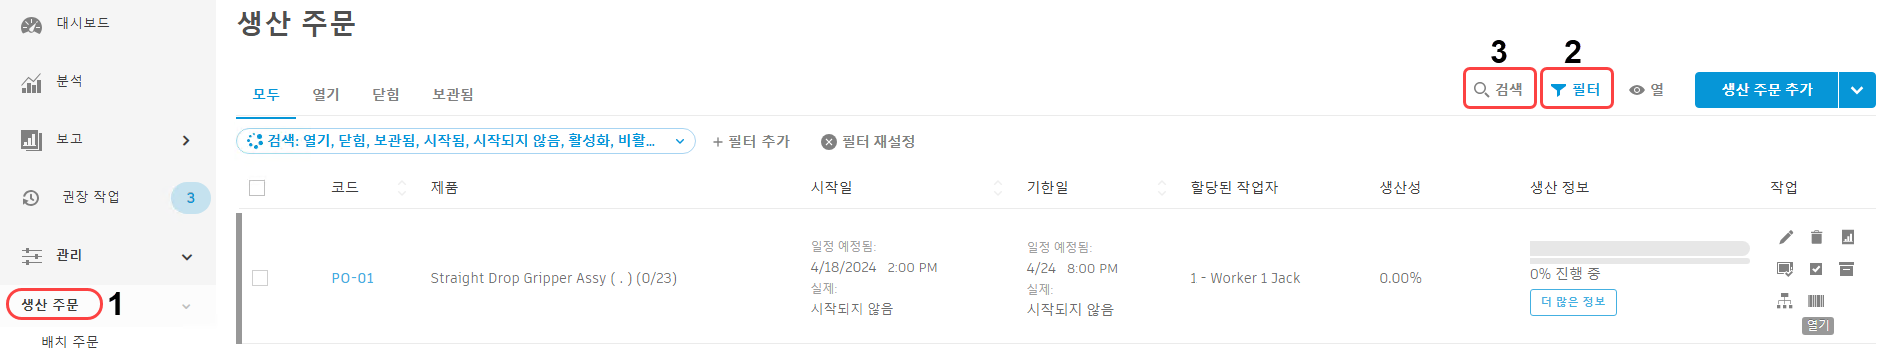 대시보드
분석
보고
권장 작업 3
관리
생산 주문 1
배치 주문
생산 주문
모두 열기 닫힘 보관됨
3 2
검색 필터 열 생산 주문 추가
검색: 열기, 닫힘, 보관됨, 시작됨, 시작되지 않음, 활성화, 비활... + 필터 추가 필터 재설정
코드 제품 시작일 기한일 할당된 작업자 생산성 생산 정보 작업
PO-01 Straight Drop Gripper Assy ( . ) (0/23)
일정 예정됨:
4/18/2024 2:00 PM
실제:
시작되지 않음
일정 예정됨:
4/24 8:00 PM
실제:
시작되지 않음
1 - Worker 1 Jack
0.00%
0% 진행 중
더 많은 정보
열기